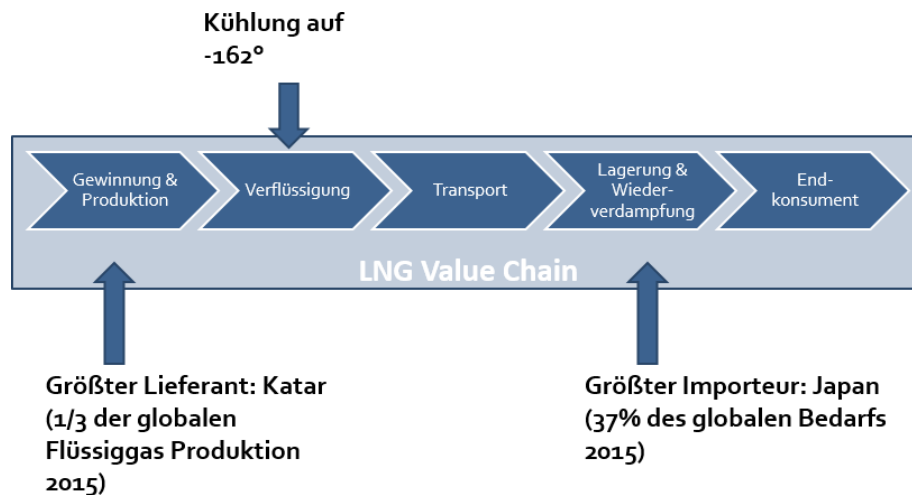 Kühlung auf
-162°
Gewinnung &
Produktion
Verflüssigung
Transport
Lagerung &
Wieder-
verdampfung
End-
konsument
LNG Value Chain
Größter Lieferant: Katar
(1/3 der globalen
Flüssiggas Produktion
2015)
Größter Importeur: Japan
(37% des globalen Bedarfs
2015)